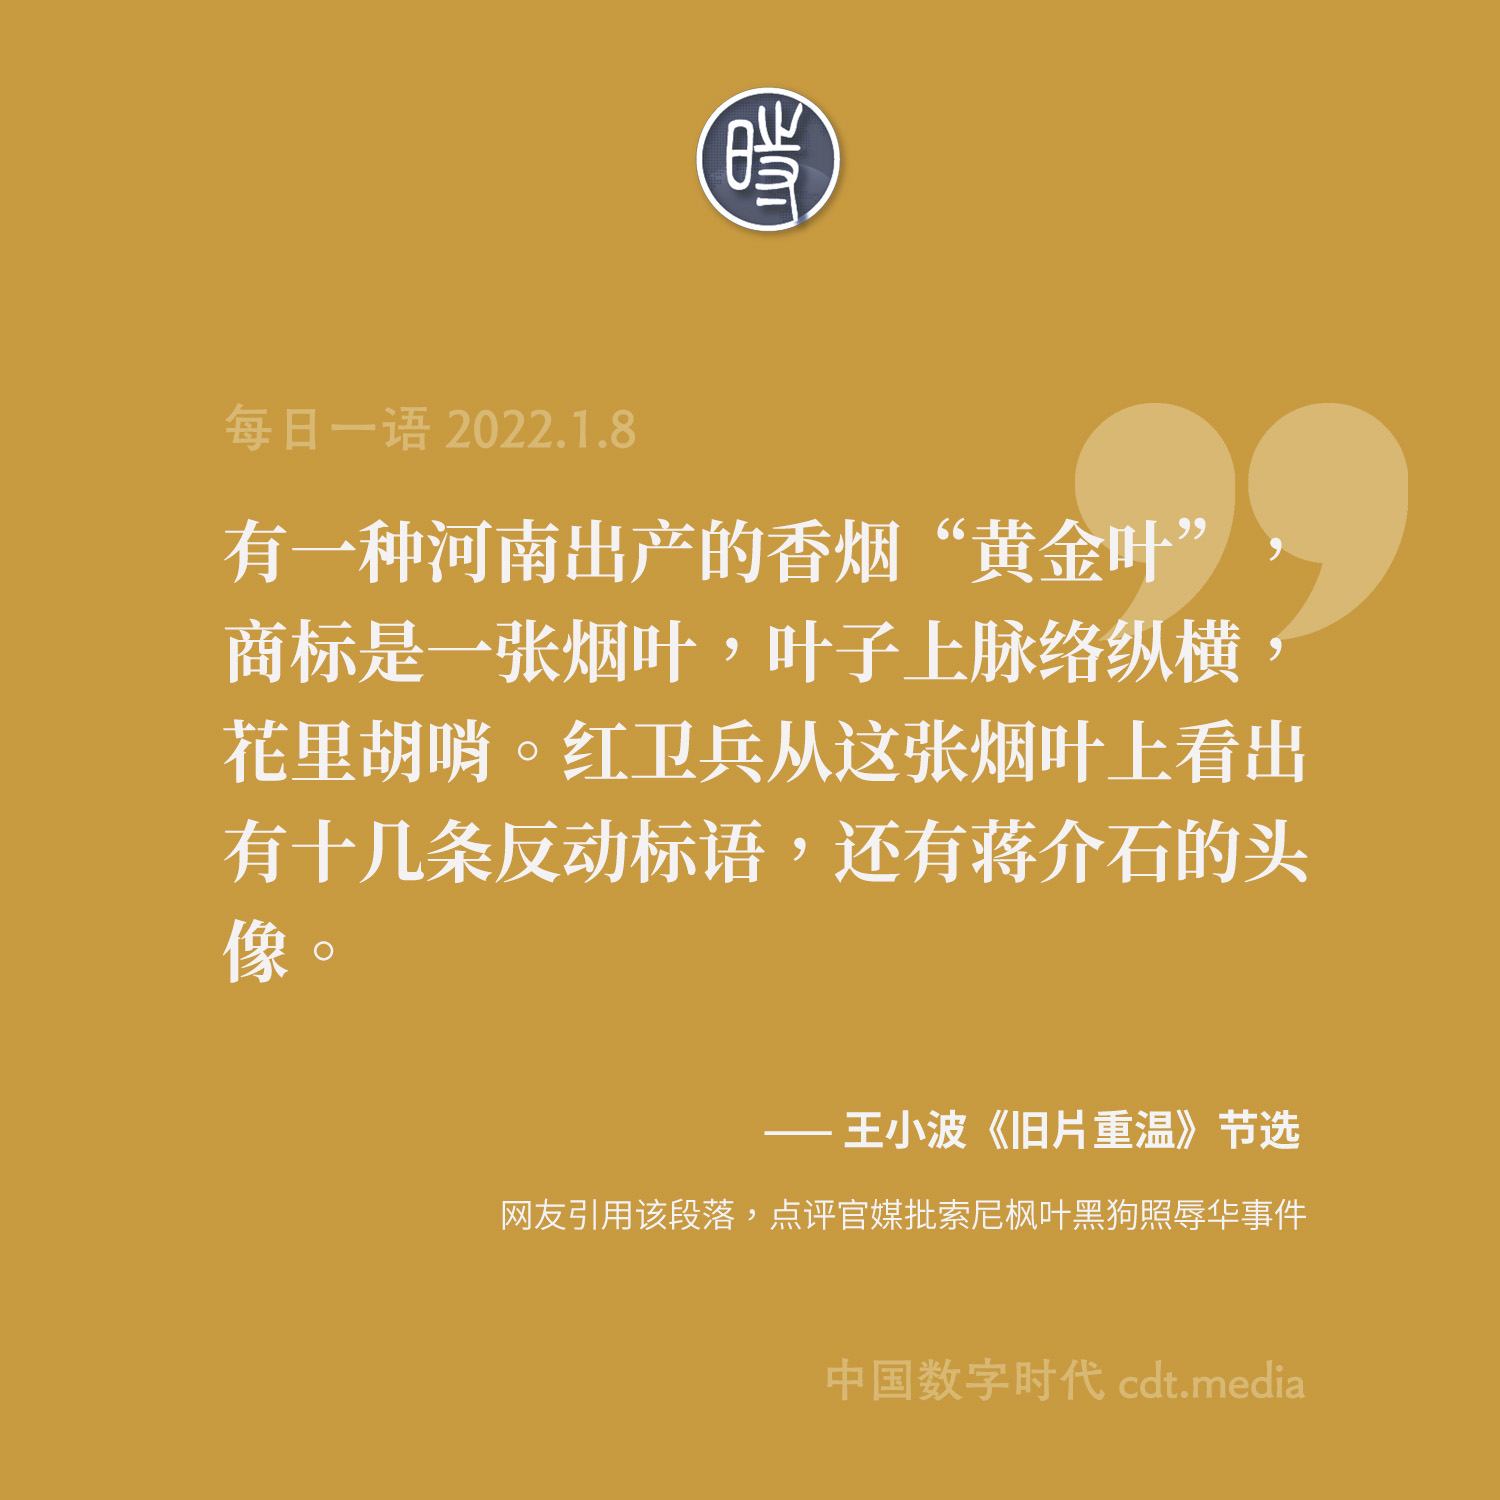 時
每日一语 2022.1.8
有一种河南出产的香烟“黄金叶”，
商标是一张烟叶，叶子上脉络纵横，
花里胡哨。红卫兵从这张烟叶上看出
有十几条反动标语，还有蒋介石的头
像。
—— 王小波《旧片重温》节选
网友引用该段落，点评官媒批索尼枫叶黑狗照辱华事件
中国数字时代 cdt.media